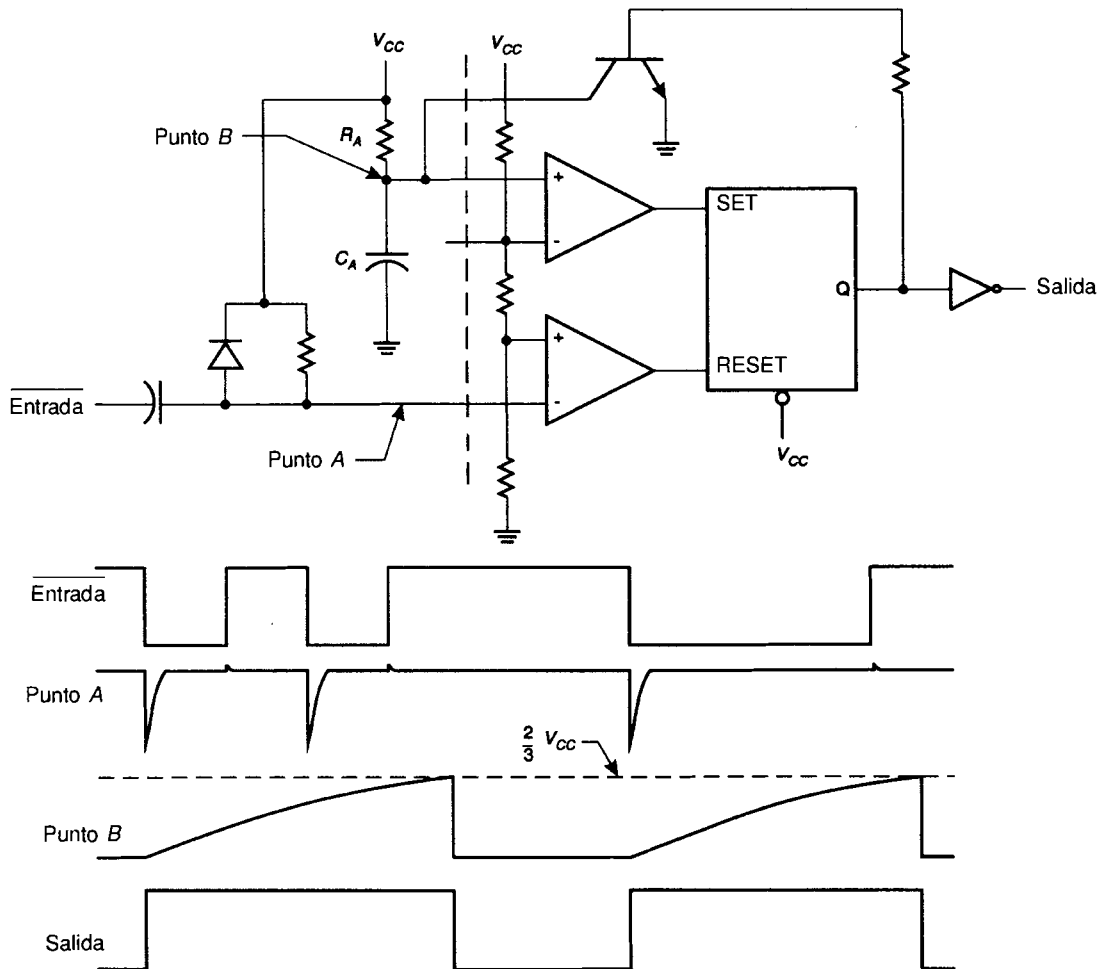 V_CC
V_CC
Punto B
R_A
+
-
SET
C_A
Q
Salida
+
-
RESET
Entrada
V_CC
Punto A
Entrada
Punto A
2/3 V_CC
Punto B
Salida